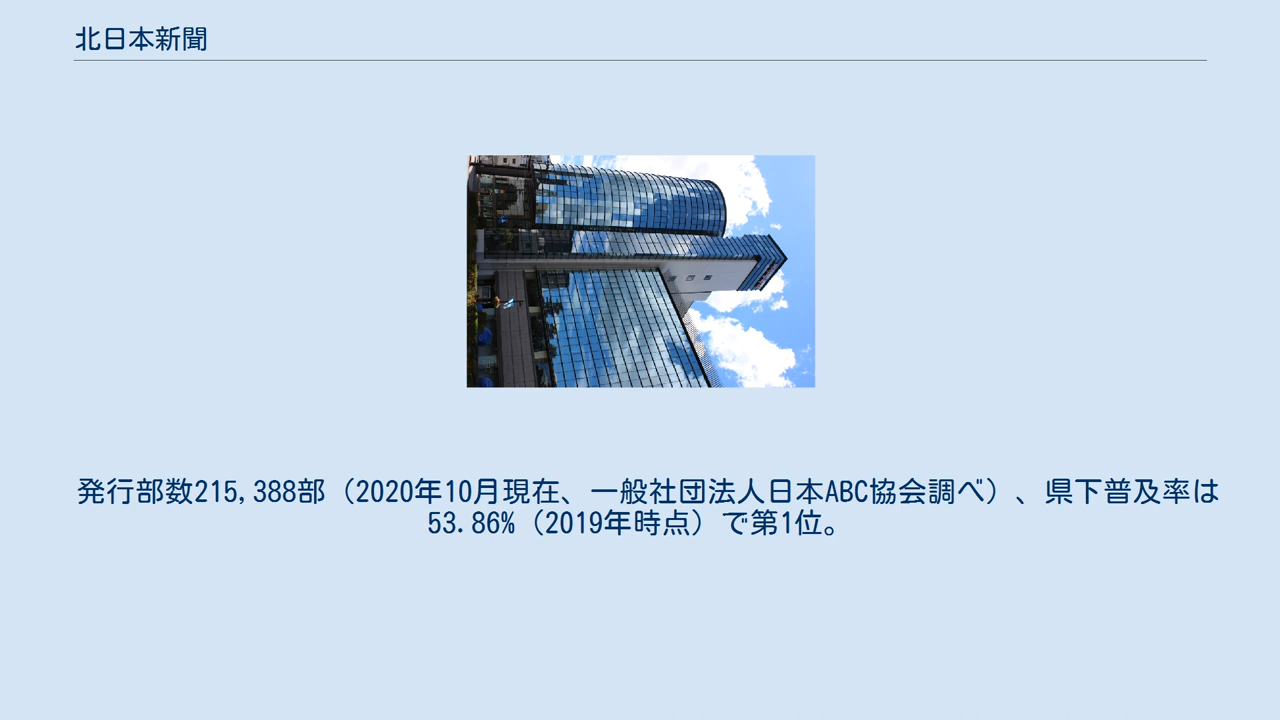 北日本新聞
発行部数215,388部（2020年10月現在、一般社団法人日本ABC協会調べ）、県下普及率は
53.86%（2019年時点）で第1位。